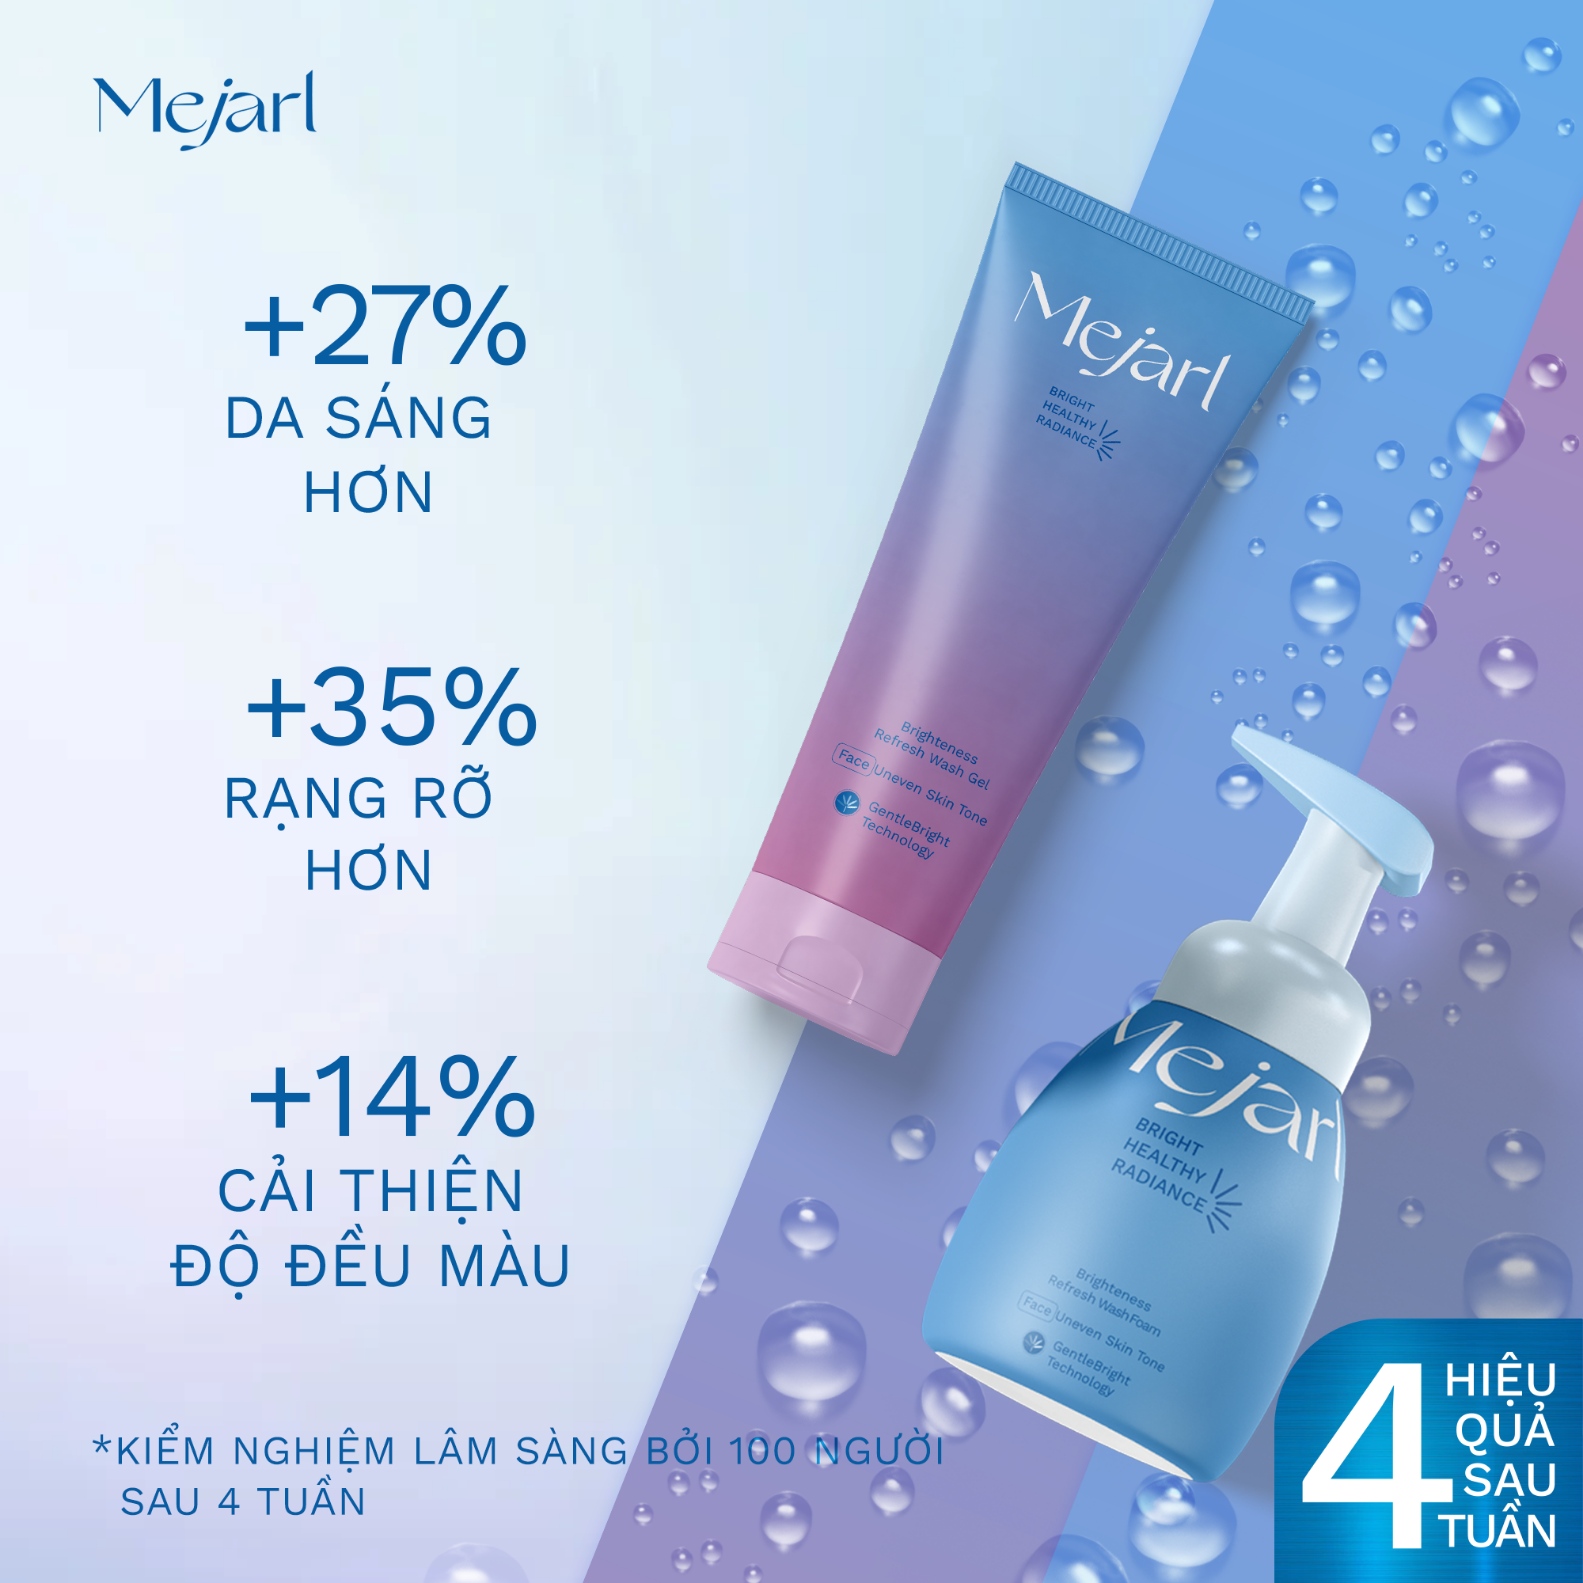 Mejarl
+27%
DA SÁNG
HƠN
+35%
RẠNG RỠ
HƠN
+14%
CẢI THIỆN
ĐỘ ĐỀU MÀU
*KIỂM NGHIỆM LÂM SÀNG BỞI 100 NGƯỜI
SAU 4 TUẦN
Mejarl
BRIGHT
HEALTHY
RADIANCE
Brighteness
Refresh Wash Gel
Face Uneven Skin Tone
GentleBright
Technology
Mejarl
BRIGHT
HEALTHY
RADIANCE
Brighteness
Refresh WashFoam
Face Uneven Skin Tone
GentleBright
Technology
4
HIỆU
QUẢ
SAU
TUẦN